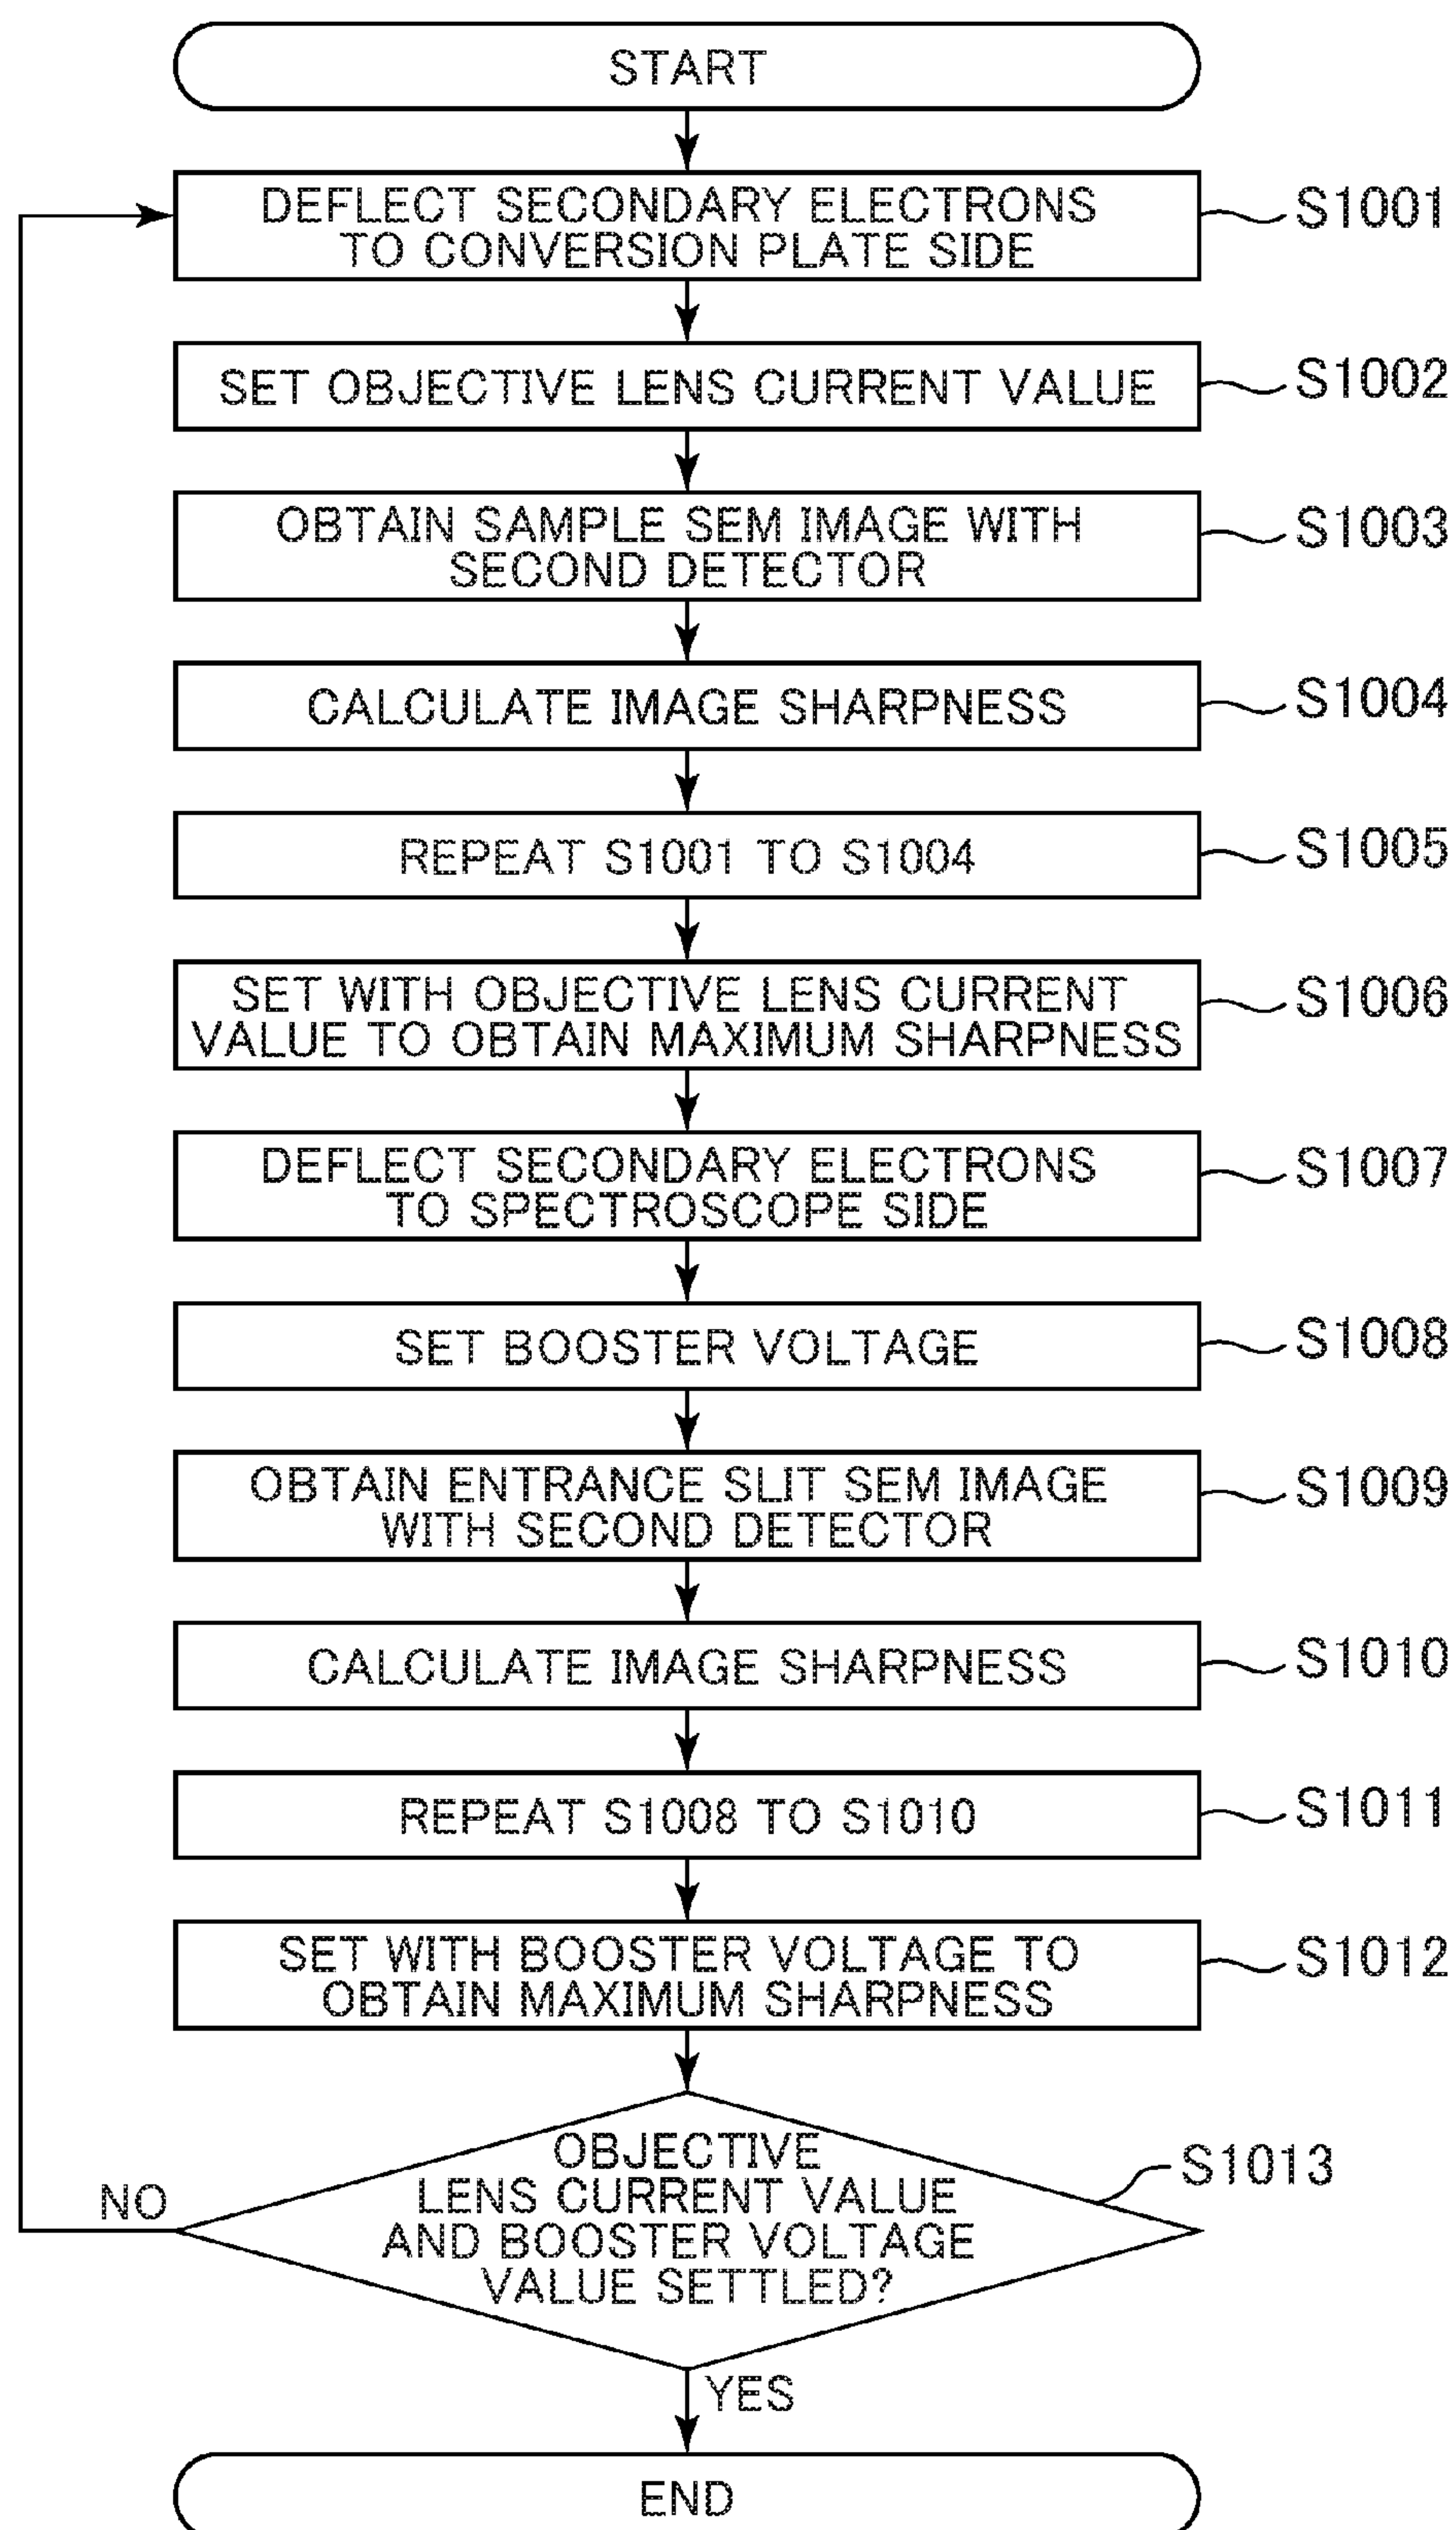 START
DEFLECT SECONDARY ELECTRONS
TO CONVERSION PLATE SIDE
S1001
SET OBJECTIVE LENS CURRENT VALUE
S1002
OBTAIN SAMPLE SEM IMAGE WITH
SECOND DETECTOR
S1003
CALCULATE IMAGE SHARPNESS
S1004
REPEAT S1001 TO S1004
S1005
SET WITH OBJECTIVE LENS CURRENT
VALUE TO OBTAIN MAXIMUM SHARPNESS
S1006
DEFLECT SECONDARY ELECTRONS
TO SPECTROSCOPE SIDE
S1007
SET BOOSTER VOLTAGE
S1008
OBTAIN ENTRANCE SLIT SEM IMAGE
WITH SECOND DETECTOR
S1009
CALCULATE IMAGE SHARPNESS
S1010
REPEAT S1008 TO S1010
S1011
SET WITH BOOSTER VOLTAGE TO
OBTAIN MAXIMUM SHARPNESS
S1012
OBJECTIVE
LENS CURRENT VALUE
AND BOOSTER VOLTAGE
VALUE SETTLED?
S1013
NO
YES
END